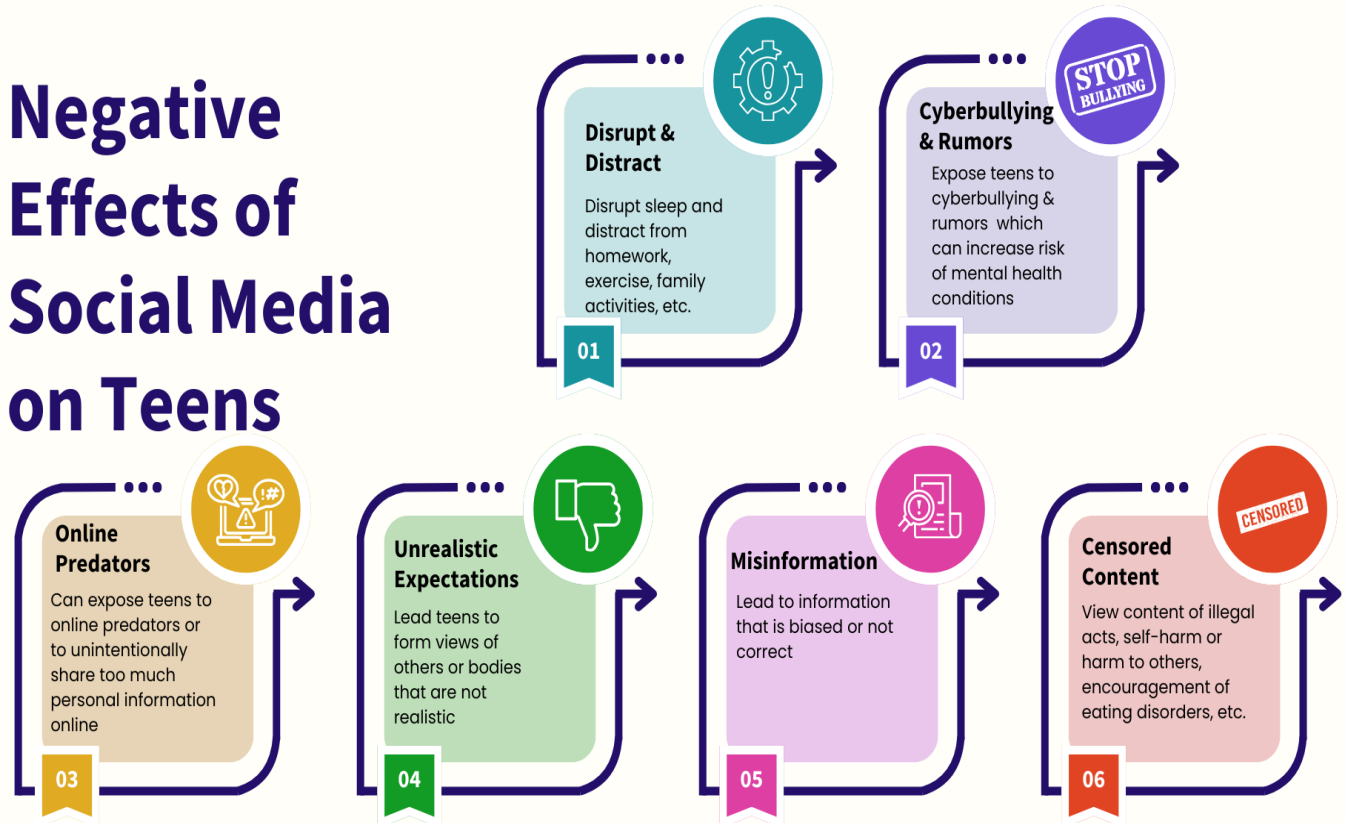 Negative
Effects of
Social Media
on Teens
Disrupt &
Distract
Disrupt sleep and
distract from
homework,
exercise, family
activities, etc.
01
STOP
BULLYING
Cyberbullying
& Rumors
Expose teens to
cyberbullying &
rumors which
can increase risk
of mental health
conditions
02
!#
Online
Predators
Can expose teens to
online predators or
to unintentionally
share too much
personal information
online
03
Unrealistic
Expectations
Lead teens to
form views of
others or bodies
that are not
realistic
04
Misinformation
Lead to information
that is biased or not
correct
05
CENSORED
Censored
Content
View content of illegal
acts, self-harm or
harm to others,
encouragement of
eating disorders, etc.
06